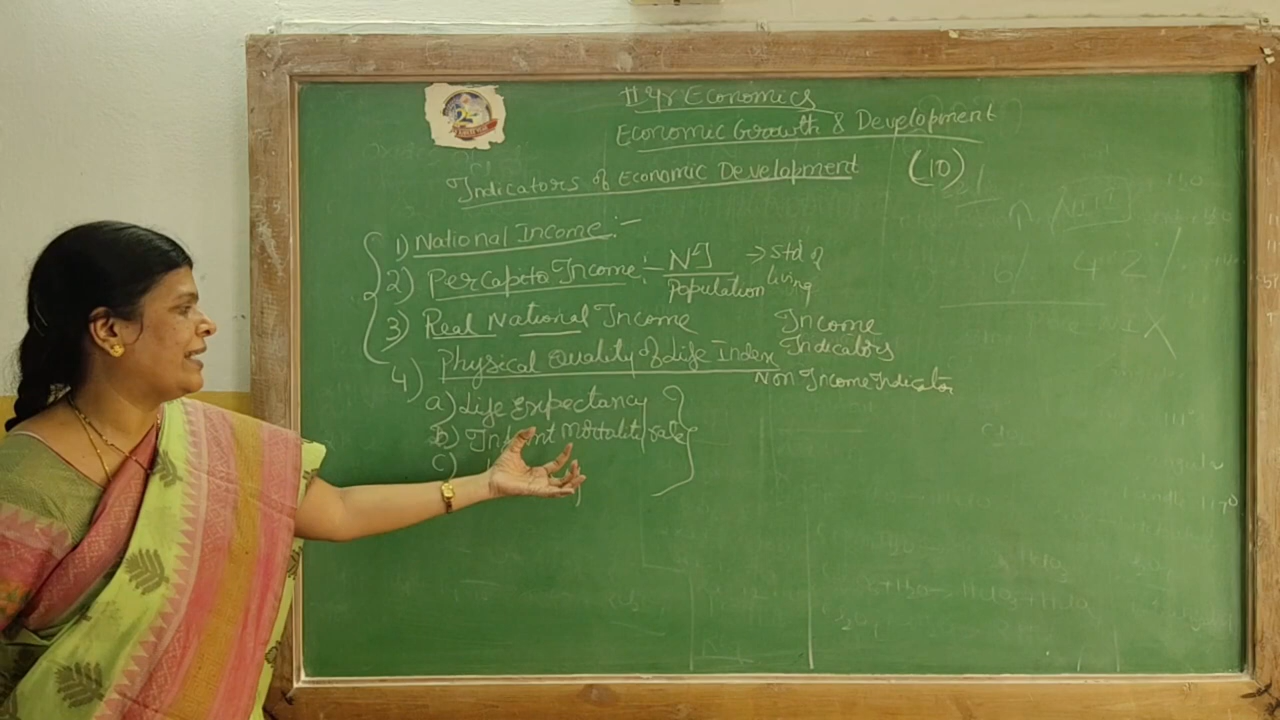 II Yr Economics
Economic Growth & Development
Indicators of Economic Development (10)
1) National Income :-
2) Percapita Income :- NI / Population → Std of living
3) Real National Income
Income Indicators
4) Physical Quality of Life Index
Non Income Indicator
a) Life Expectancy
b) Infant Mortality rate
c)